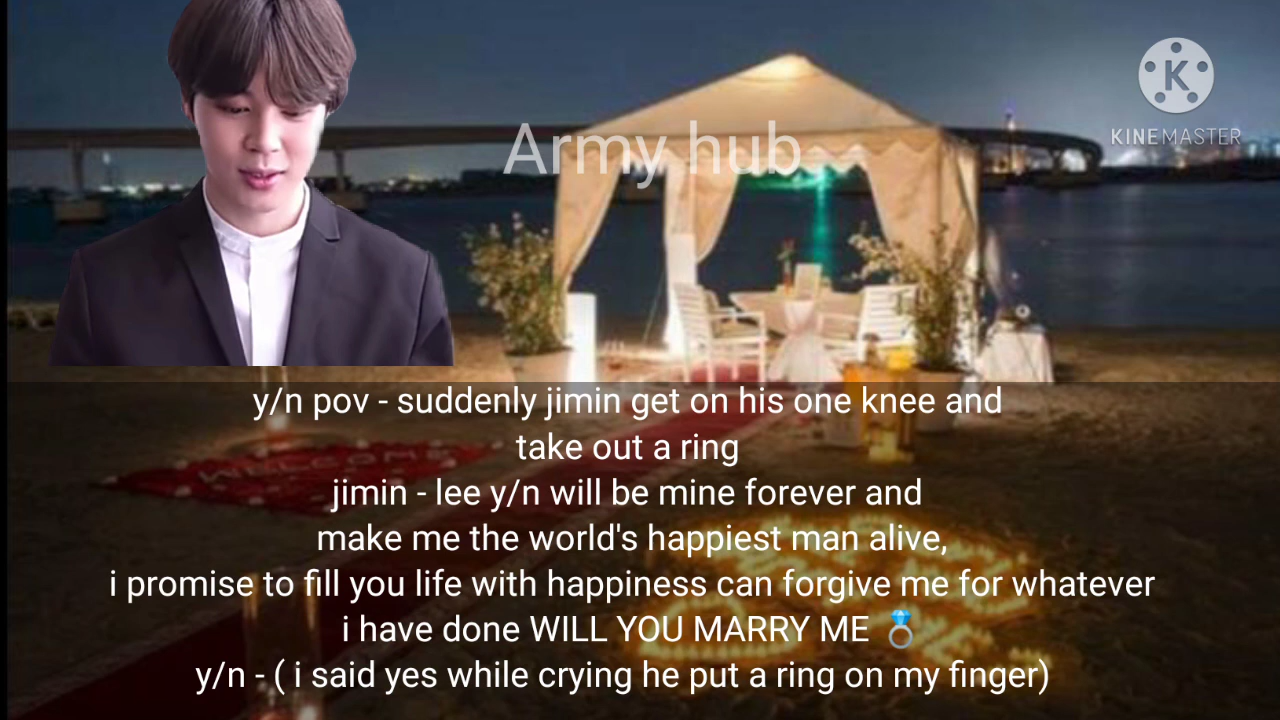 Army hub
KINEMASTER
WELCOME
y/n pov - suddenly jimin get on his one knee and
take out a ring
jimin - lee y/n will be mine forever and
make me the world's happiest man alive,
i promise to fill you life with happiness can forgive me for whatever
i have done WILL YOU MARRY ME 💍
y/n - ( i said yes while crying he put a ring on my finger)